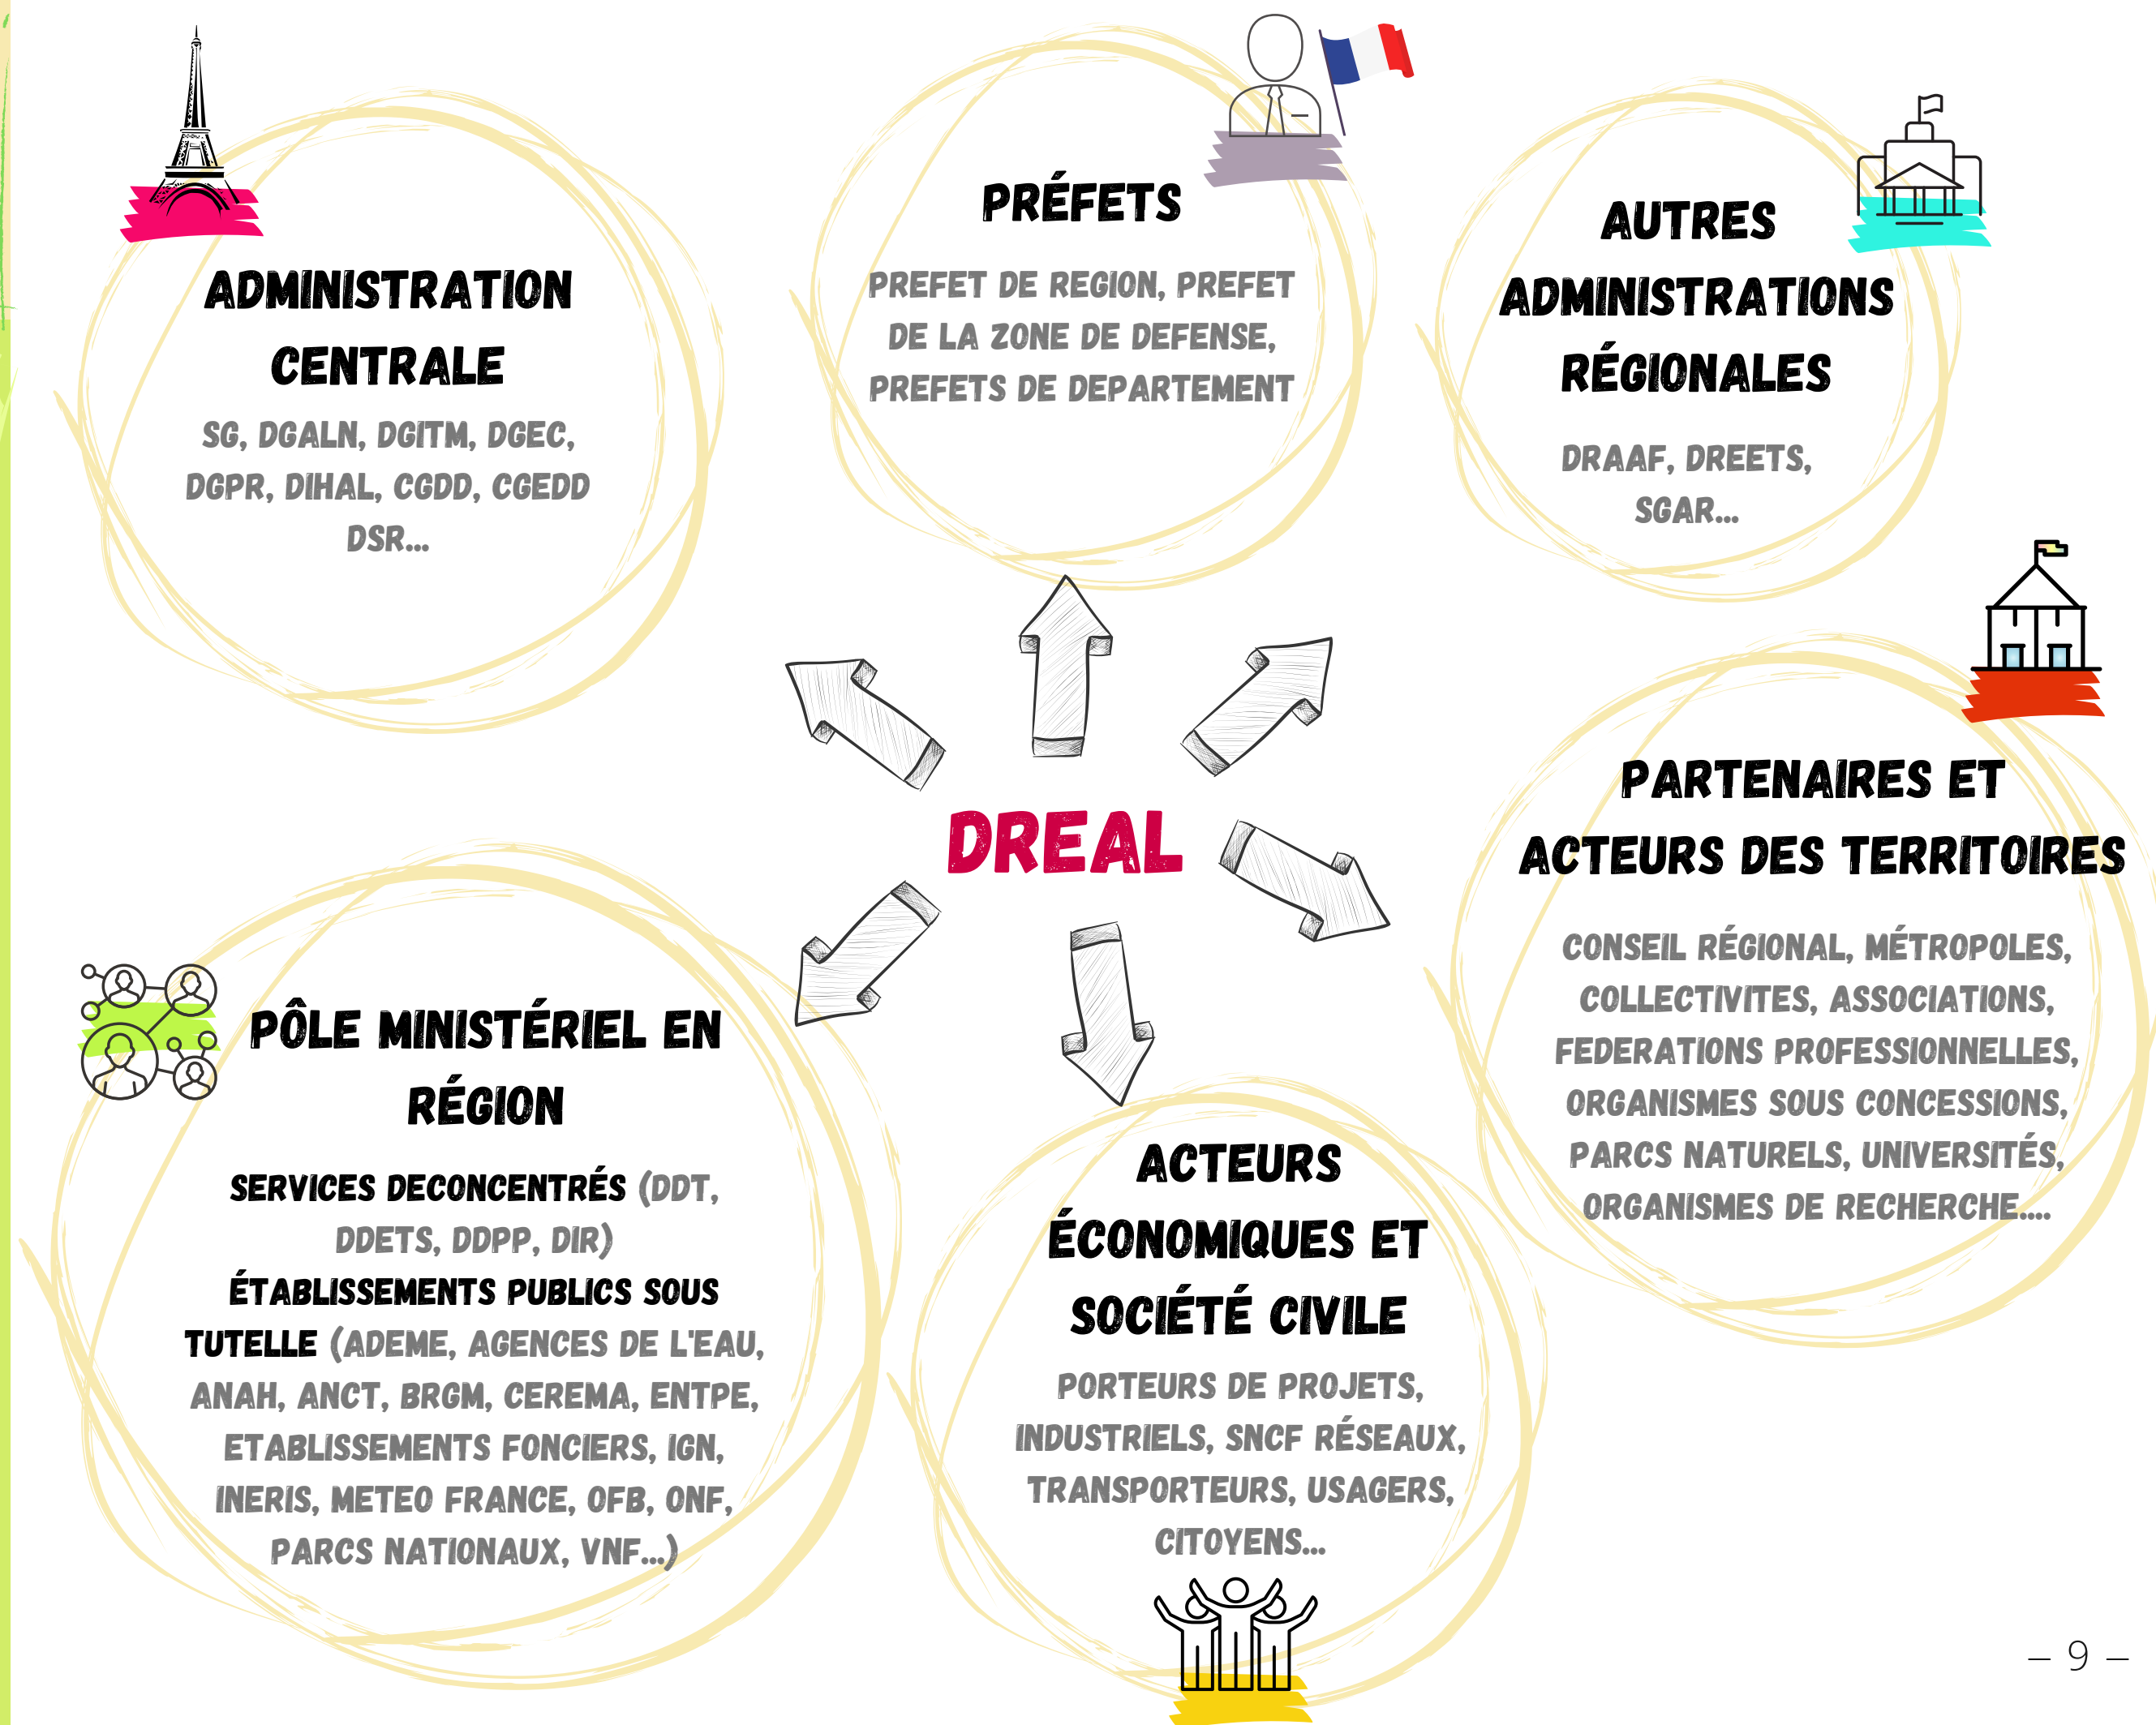 ADMINISTRATION
CENTRALE
SG, DGALN, DGITM, DGEC,
DGPR, DIHAL, CGDD, CGEDD
DSR...
PRÉFETS
PREFET DE REGION, PREFET
DE LA ZONE DE DEFENSE,
PREFETS DE DEPARTEMENT
AUTRES
ADMINISTRATIONS
RÉGIONALES
DRAAF, DREETS,
SGAR...
DREAL
PARTENAIRES ET
ACTEURS DES TERRITOIRES
CONSEIL RÉGIONAL, MÉTROPOLES,
COLLECTIVITES, ASSOCIATIONS,
FEDERATIONS PROFESSIONNELLES,
ORGANISMES SOUS CONCESSIONS,
PARCS NATURELS, UNIVERSITÉS,
ORGANISMES DE RECHERCHE....
PÔLE MINISTÉRIEL EN
RÉGION
SERVICES DECONCENTRÉS (DDT,
DDETS, DDPP, DIR)
ÉTABLISSEMENTS PUBLICS SOUS
TUTELLE (ADEME, AGENCES DE L'EAU,
ANAH, ANCT, BRGM, CEREMA, ENTPE,
ETABLISSEMENTS FONCIERS, IGN,
INERIS, METEO FRANCE, OFB, ONF,
PARCS NATIONAUX, VNF...)
ACTEURS
ÉCONOMIQUES ET
SOCIÉTÉ CIVILE
PORTEURS DE PROJETS,
INDUSTRIELS, SNCF RÉSEAUX,
TRANSPORTEURS, USAGERS,
CITOYENS...
– 9 –